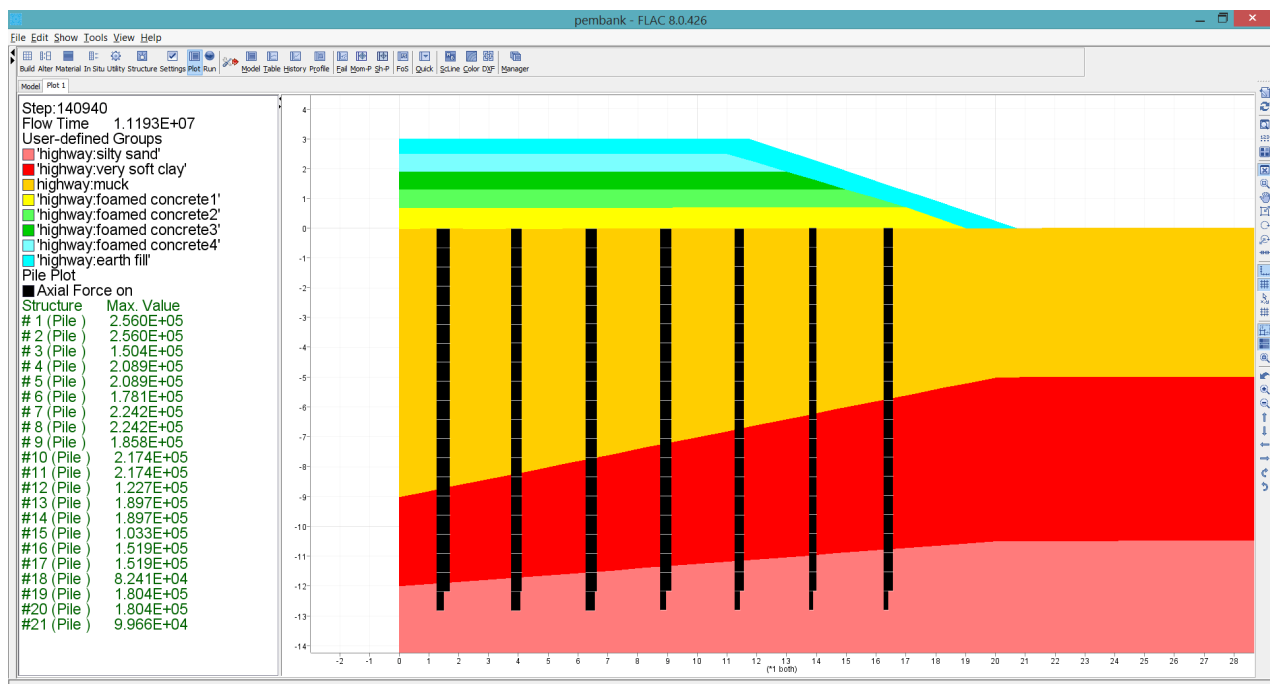 pembank - FLAC 8.0.426
File Edit Show Tools View Help
Build Alter Material In Situ Utility Structure Settings Plot Run Model Table History Profile Fail Mom-P Sh-P FoS Quick ScLine Color DXF Manager
Model Plot 1
Step:140940
Flow Time 1.1193E+07
User-defined Groups
'highway:silty sand'
'highway:very soft clay'
highway:muck
'highway:foamed concrete1'
'highway:foamed concrete2'
'highway:foamed concrete3'
'highway:foamed concrete4'
'highway:earth fill'
Pile Plot
Axial Force on
Structure Max. Value
# 1 (Pile ) 2.560E+05
# 2 (Pile ) 2.560E+05
# 3 (Pile ) 1.504E+05
# 4 (Pile ) 2.089E+05
# 5 (Pile ) 2.089E+05
# 6 (Pile ) 1.781E+05
# 7 (Pile ) 2.242E+05
# 8 (Pile ) 2.242E+05
# 9 (Pile ) 1.858E+05
#10 (Pile ) 2.174E+05
#11 (Pile ) 2.174E+05
#12 (Pile ) 1.227E+05
#13 (Pile ) 1.897E+05
#14 (Pile ) 1.897E+05
#15 (Pile ) 1.033E+05
#16 (Pile ) 1.519E+05
#17 (Pile ) 1.519E+05
#18 (Pile ) 8.241E+04
#19 (Pile ) 1.804E+05
#20 (Pile ) 1.804E+05
#21 (Pile ) 9.966E+04
4
3
2
1
0
-1
-2
-3
-4
-5
-6
-7
-8
-9
-10
-11
-12
-13
-14
-2 -1 0 1 2 3 4 5 6 7 8 9 10 11 12 13 14 15 16 17 18 19 20 21 22 23 24 25 26 27 28
(*1 both)